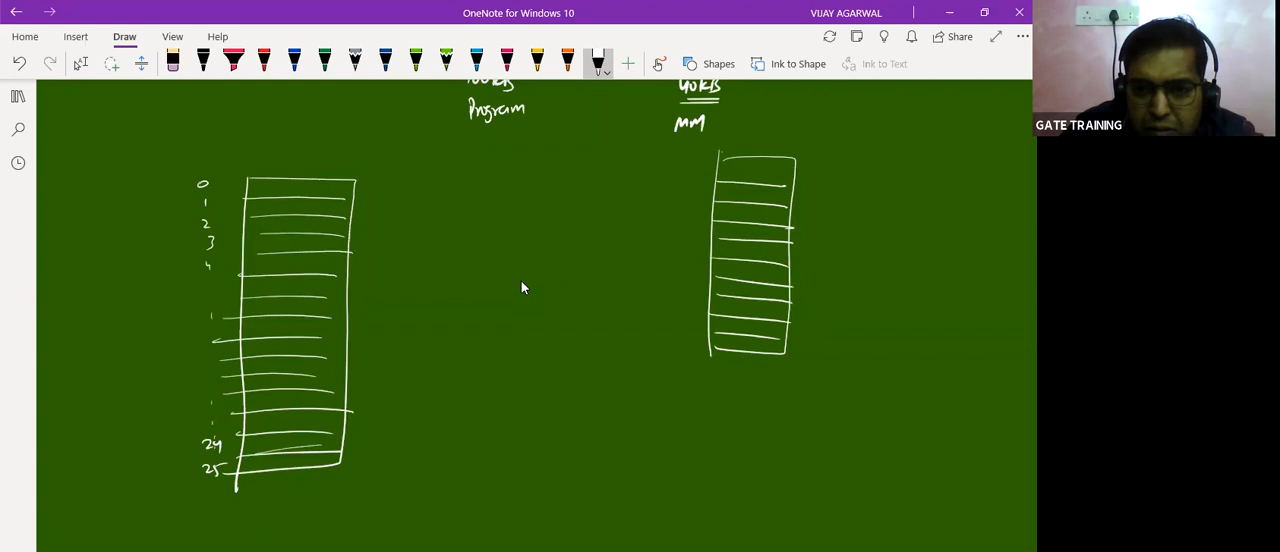 OneNote for Windows 10
VIJAY AGARWAL
Home
Insert
Draw
View
Help
Share
Shapes
Ink to Shape
Ink to Text
GATE TRAINING
40KB
Program
MM
0
1
2
3
4
24
25